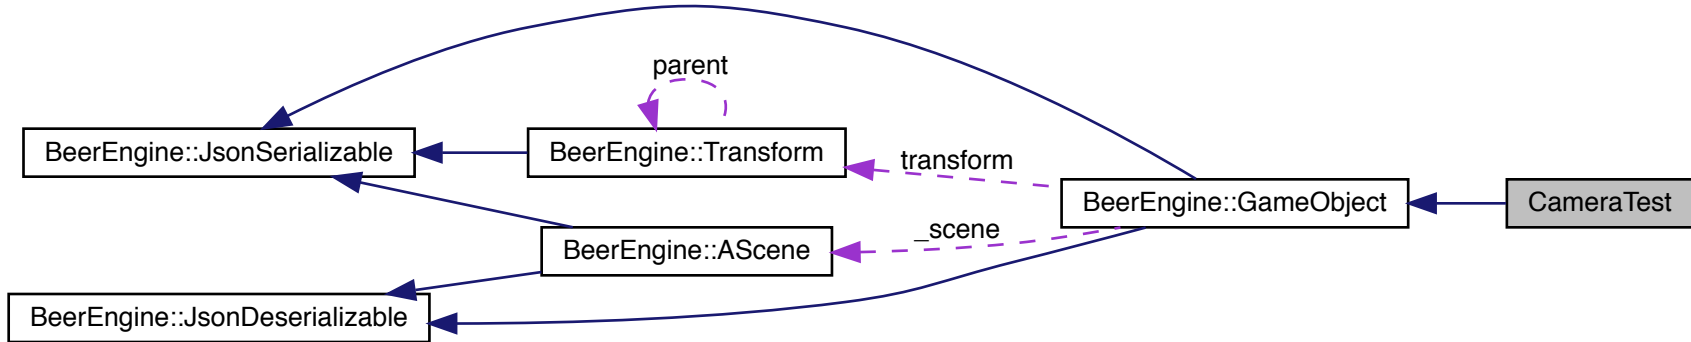 parent
BeerEngine::JsonSerializable
BeerEngine::Transform
transform
BeerEngine::GameObject
CameraTest
_scene
BeerEngine::AScene
BeerEngine::JsonDeserializable